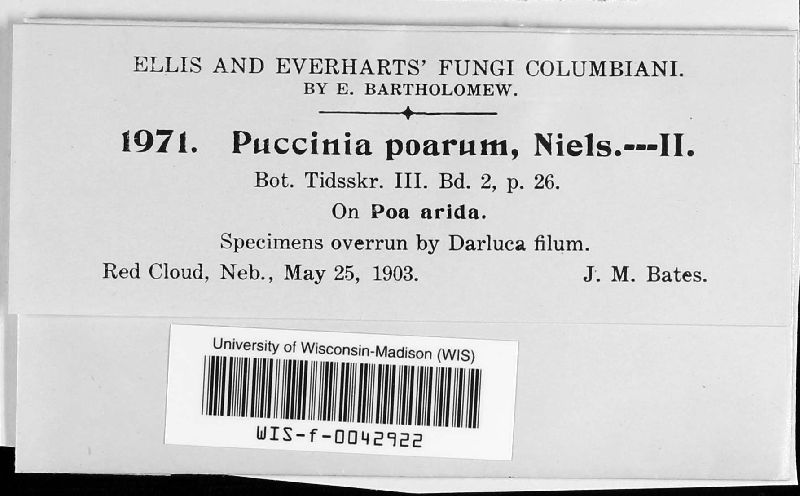 ELLIS AND EVERHARTS' FUNGI COLUMBIANI.
BY E. BARTHOLOMEW.
1971. Puccinia poarum, Niels.---II.
Bot. Tidsskr. III. Bd. 2, p. 26.
On Poa arida.
Specimens overrun by Darluca filum.
Red Cloud, Neb., May 25, 1903. J. M. Bates.
University of Wisconsin-Madison (WIS)
WIS-f-0042922